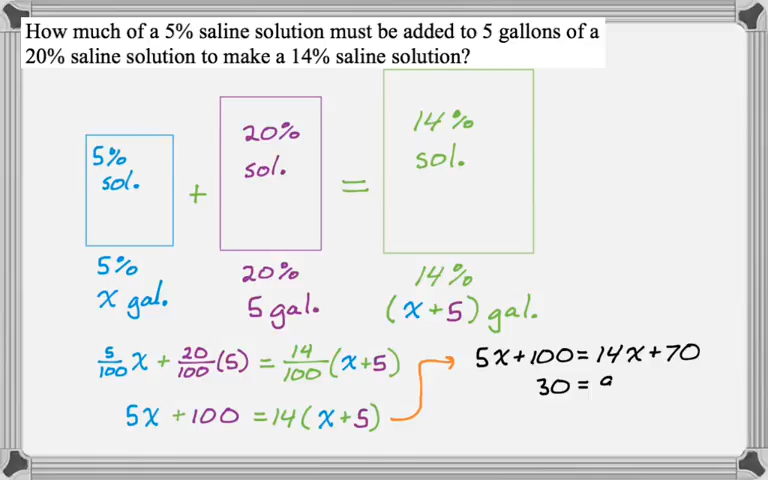 How much of a 5% saline solution must be added to 5 gallons of a
20% saline solution to make a 14% saline solution?
5%
sol.
+
20%
sol.
=
14%
sol.
5%
x gal.
20%
5 gal.
14%
(x+5) gal.
5/100 x + 20/100 (5) = 14/100 (x+5)
5x + 100 = 14(x+5)
5x+100=14x+70
30 =